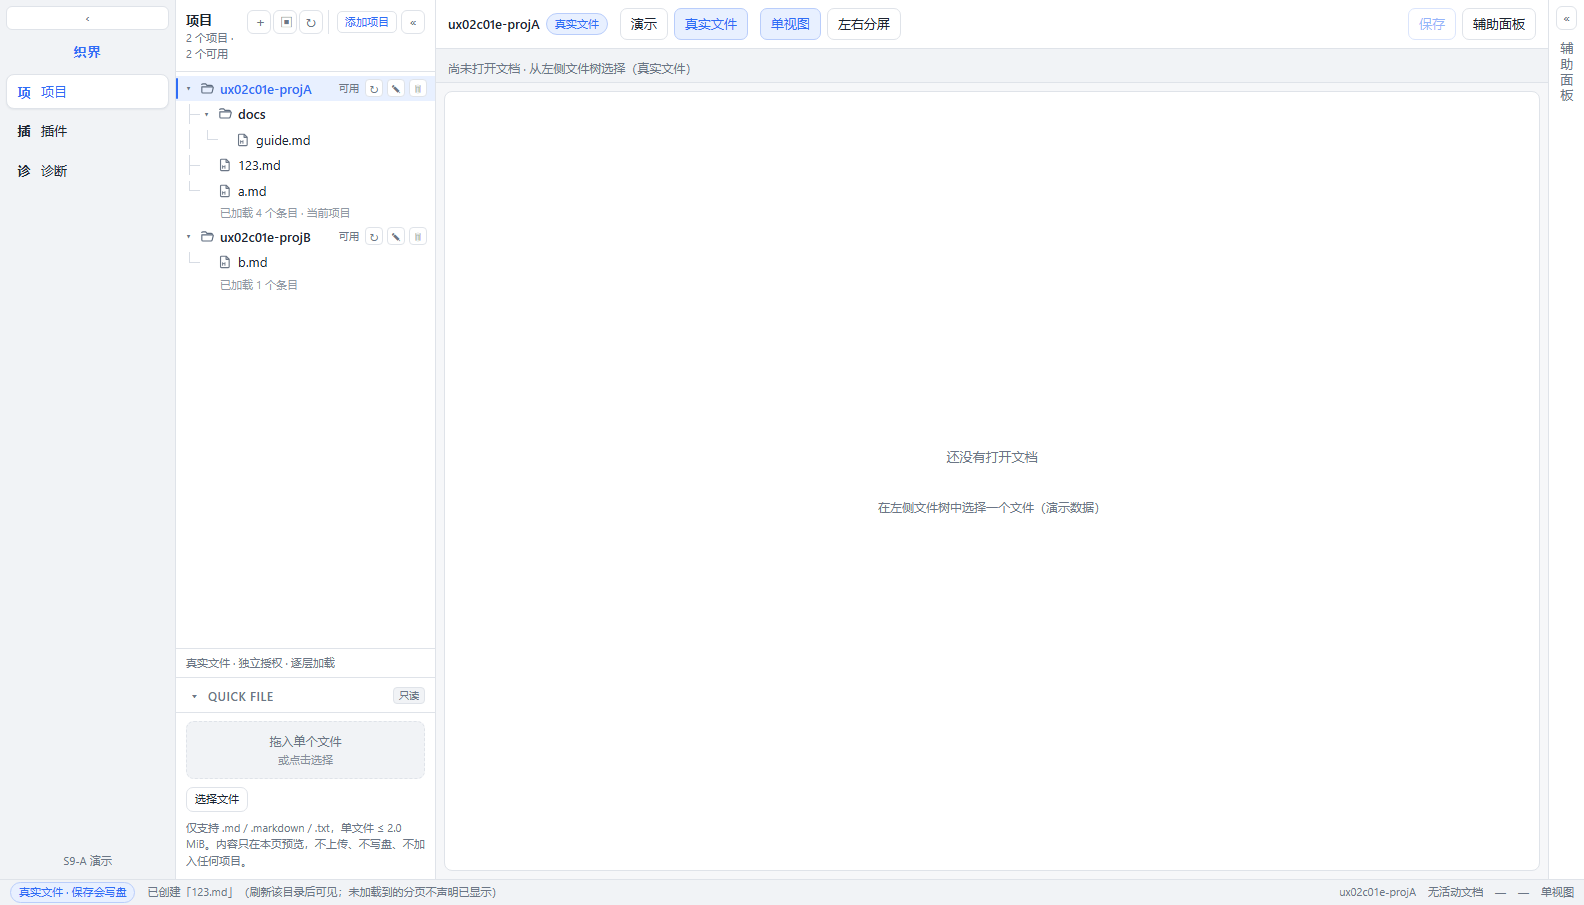 ‹
织界
项 项目
插 插件
诊 诊断
S9-A 演示
项目
2 个项目 ·
2 个可用
+ ↻ 添加项目 «
ux02c01e-projA 可用 ↻
docs
guide.md
123.md
a.md
已加载 4 个条目 · 当前项目
ux02c01e-projB 可用 ↻
b.md
已加载 1 个条目
真实文件 · 独立授权 · 逐层加载
QUICK FILE 只读
拖入单个文件
或点击选择
选择文件
仅支持 .md / .markdown / .txt，单文件 ≤ 2.0
MiB。内容只在本页预览，不上传、不写盘、不加
入任何项目。
ux02c01e-projA 真实文件 演示 真实文件 单视图 左右分屏 保存 辅助面板
尚未打开文档 · 从左侧文件树选择（真实文件）
还没有打开文档
在左侧文件树中选择一个文件（演示数据）
«
辅助面板
真实文件 · 保存会写盘 已创建「123.md」（刷新该目录后可见；未加载到的分页不声明已显示） ux02c01e-projA 无活动文档 — — 单视图